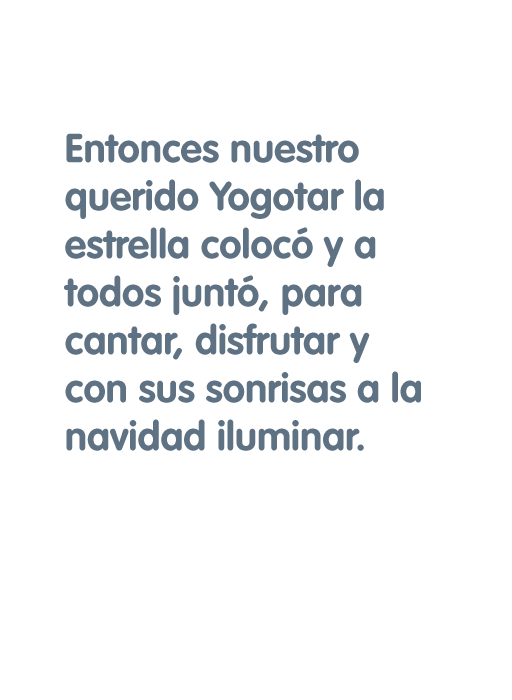 Entonces nuestro
querido Yogotar la
estrella colocó y a
todos juntó, para
cantar, disfrutar y
con sus sonrisas a la
navidad iluminar.